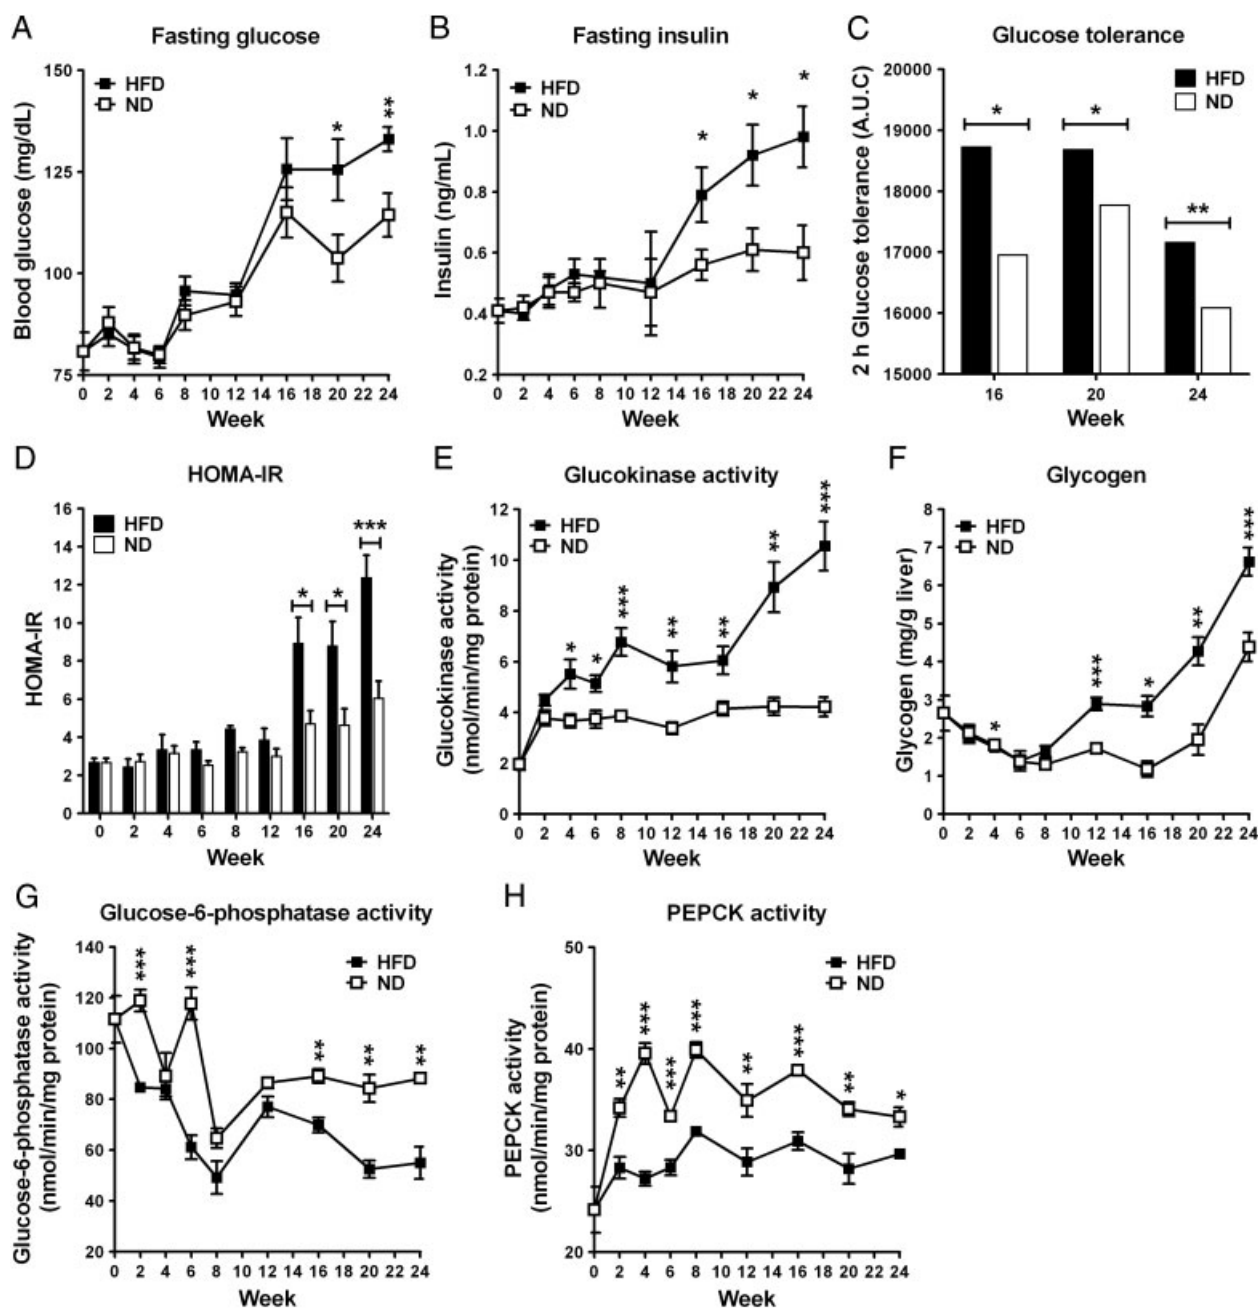 A
Fasting glucose
Blood glucose (mg/dL)
150
125
100
75
HFD
ND
*
**
0 2 4 6 8 10 12 14 16 18 20 22 24
Week
B
Fasting insulin
Insulin (ng/mL)
1.2
1.0
0.8
0.6
0.4
0.2
HFD
ND
*
*
*
0 2 4 6 8 10 12 14 16 18 20 22 24
Week
C
Glucose tolerance
2 h Glucose tolerance (A.U.C)
20000
19000
18000
17000
16000
15000
HFD
ND
*
*
**
16 20 24
Week
D
HOMA-IR
HOMA-IR
16
14
12
10
8
6
4
2
0
HFD
ND
*
*
***
0 2 4 6 8 12 16 20 24
Week
E
Glucokinase activity
Glucokinase activity
(nmol/min/mg protein)
12
10
8
6
4
2
0
HFD
ND
*
*
***
**
**
**
***
0 2 4 6 8 10 12 14 16 18 20 22 24
Week
F
Glycogen
Glycogen (mg/g liver)
8
7
6
5
4
3
2
1
0
HFD
ND
*
***
*
**
***
0 2 4 6 8 10 12 14 16 18 20 22 24
Week
G
Glucose-6-phosphatase activity
Glucose-6-phosphatase activity
(nmol/min/mg protein)
140
120
100
80
60
40
20
HFD
ND
***
***
**
**
**
0 2 4 6 8 10 12 14 16 18 20 22 24
Week
H
PEPCK activity
PEPCK activity
(nmol/min/mg protein)
50
40
30
20
HFD
ND
**
***
***
***
**
***
**
*
0 2 4 6 8 10 12 14 16 18 20 22 24
Week